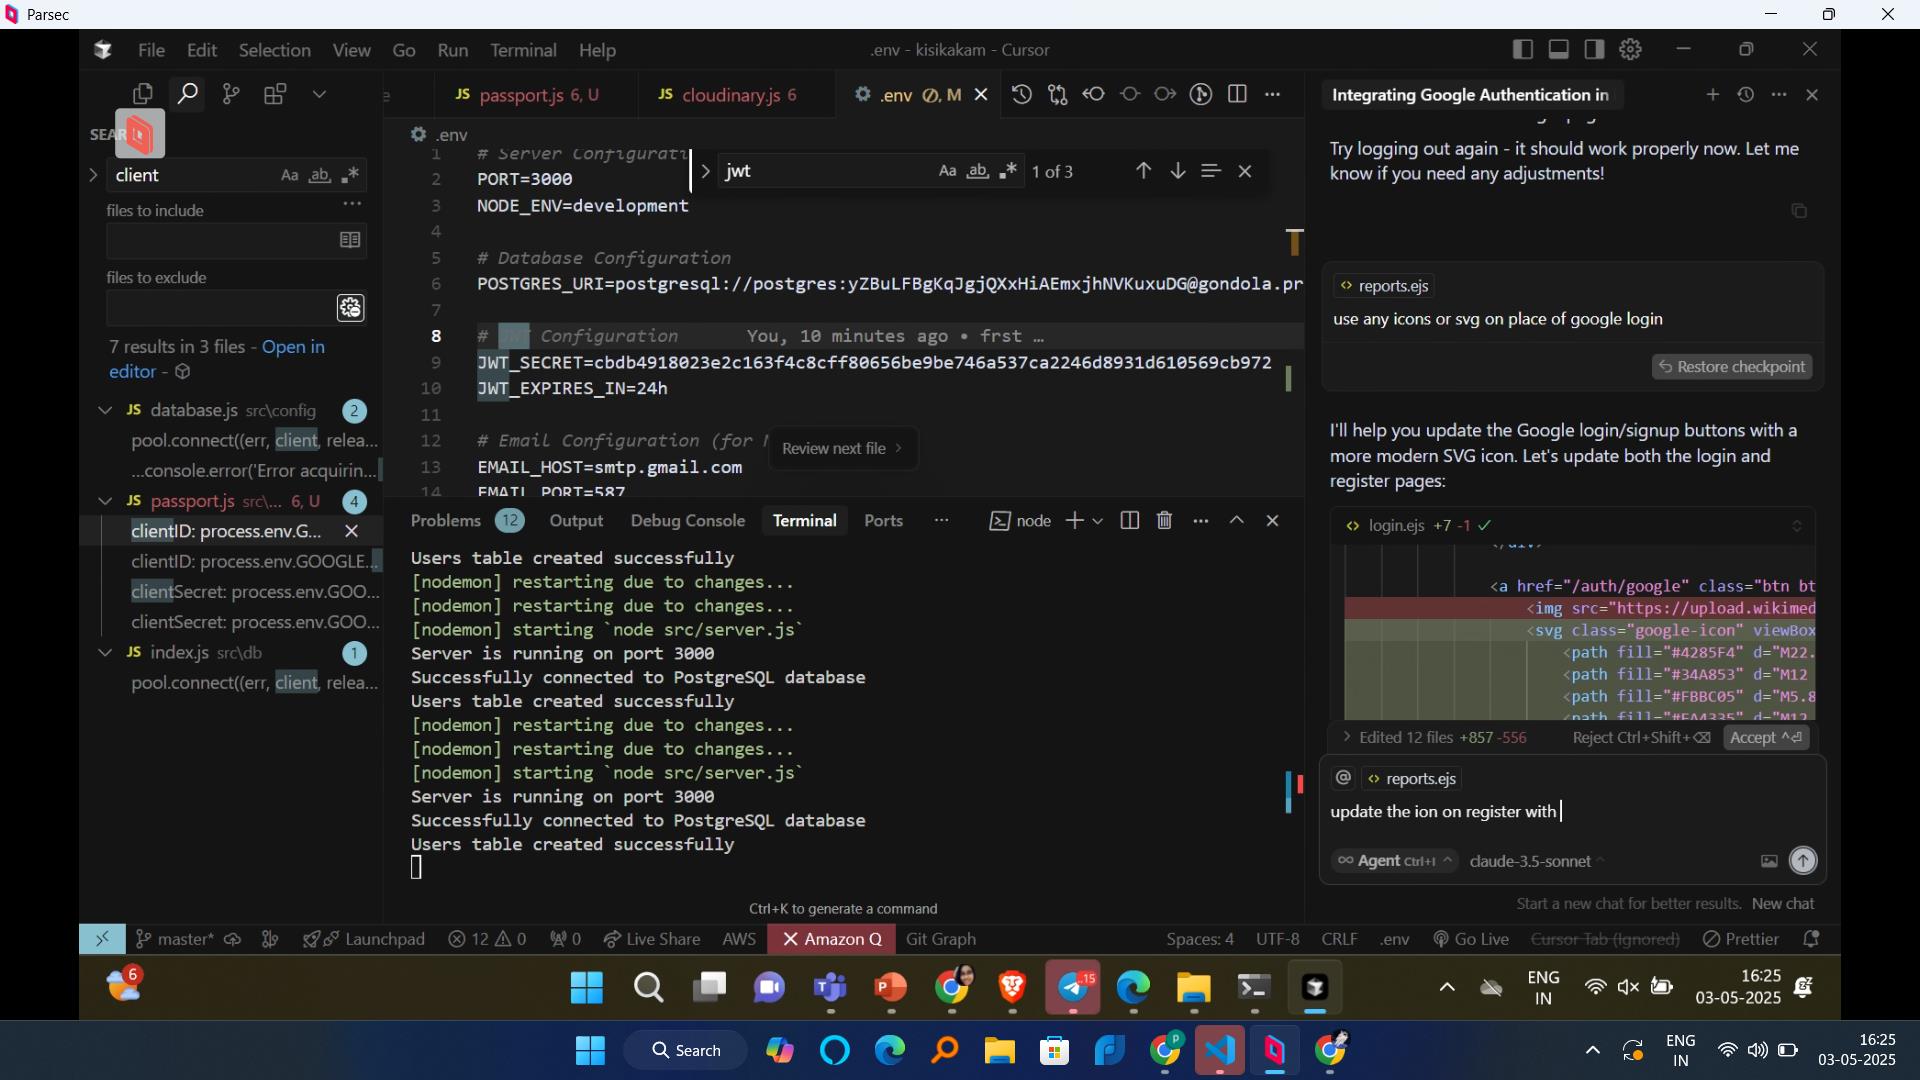 Parsec
File Edit Selection View Go Run Terminal Help
.env - kisikakam - Cursor
JS passport.js 6, U
JS cloudinary.js 6
.env M
Integrating Google Authentication in
SEAR
client
Aa ab
files to include
files to exclude
7 results in 3 files - Open in
editor -
JS database.js src\config 2
pool.connect((err, client, relea...
...console.error('Error acquirin...
JS passport.js src\... 6, U 4
clientID: process.env.G...
clientID: process.env.GOOGLE...
clientSecret: process.env.GOO...
clientSecret: process.env.GOO...
JS index.js src\db 1
pool.connect((err, client, relea...
.env
jwt
Aa ab
1 of 3
1 # Server Configurati
2 PORT=3000
3 NODE_ENV=development
4
5 # Database Configuration
6 POSTGRES_URI=postgresql://postgres:yZBuLFBgKqJgjQXxHiAEmxjhNVKuxuDG@gondola.pr
7
8 # JWT Configuration You, 10 minutes ago • frst ...
9 JWT_SECRET=cbdb4918023e2c163f4c8cff80656be9be746a537ca2246d8931d610569cb972
10 JWT_EXPIRES_IN=24h
11
12 # Email Configuration (for N
13 EMAIL_HOST=smtp.gmail.com
14 EMAIL_PORT=587
Review next file >
Problems 12 Output Debug Console Terminal Ports ...
node
Users table created successfully
[nodemon] restarting due to changes...
[nodemon] restarting due to changes...
[nodemon] starting `node src/server.js`
Server is running on port 3000
Successfully connected to PostgreSQL database
Users table created successfully
[nodemon] restarting due to changes...
[nodemon] restarting due to changes...
[nodemon] starting `node src/server.js`
Server is running on port 3000
Successfully connected to PostgreSQL database
Users table created successfully
Ctrl+K to generate a command
Try logging out again - it should work properly now. Let me
know if you need any adjustments!
<> reports.ejs
use any icons or svg on place of google login
Restore checkpoint
I'll help you update the Google login/signup buttons with a
more modern SVG icon. Let's update both the login and
register pages:
<> login.ejs +7 -1 ✓
</div>
<a href="/auth/google" class="btn bt
<img src="https://upload.wikimed
<svg class="google-icon" viewBox
<path fill="#4285F4" d="M22.
<path fill="#34A853" d="M12
<path fill="#FBBC05" d="M5.8
<path fill="#EA4335" d="M12
> Edited 12 files +857 -556 Reject Ctrl+Shift+⌫ Accept ^⏎
@ <> reports.ejs
update the ion on register with
∞ Agent Ctrl+I claude-3.5-sonnet
Start a new chat for better results. New chat
master* Launchpad 12 0 0 Live Share AWS Amazon Q Git Graph
Spaces: 4 UTF-8 CRLF .env Go Live Cursor Tab (Ignored) Prettier
6
15
ENG
IN
16:25
03-05-2025
Search
P
ENG
IN
16:25
03-05-2025